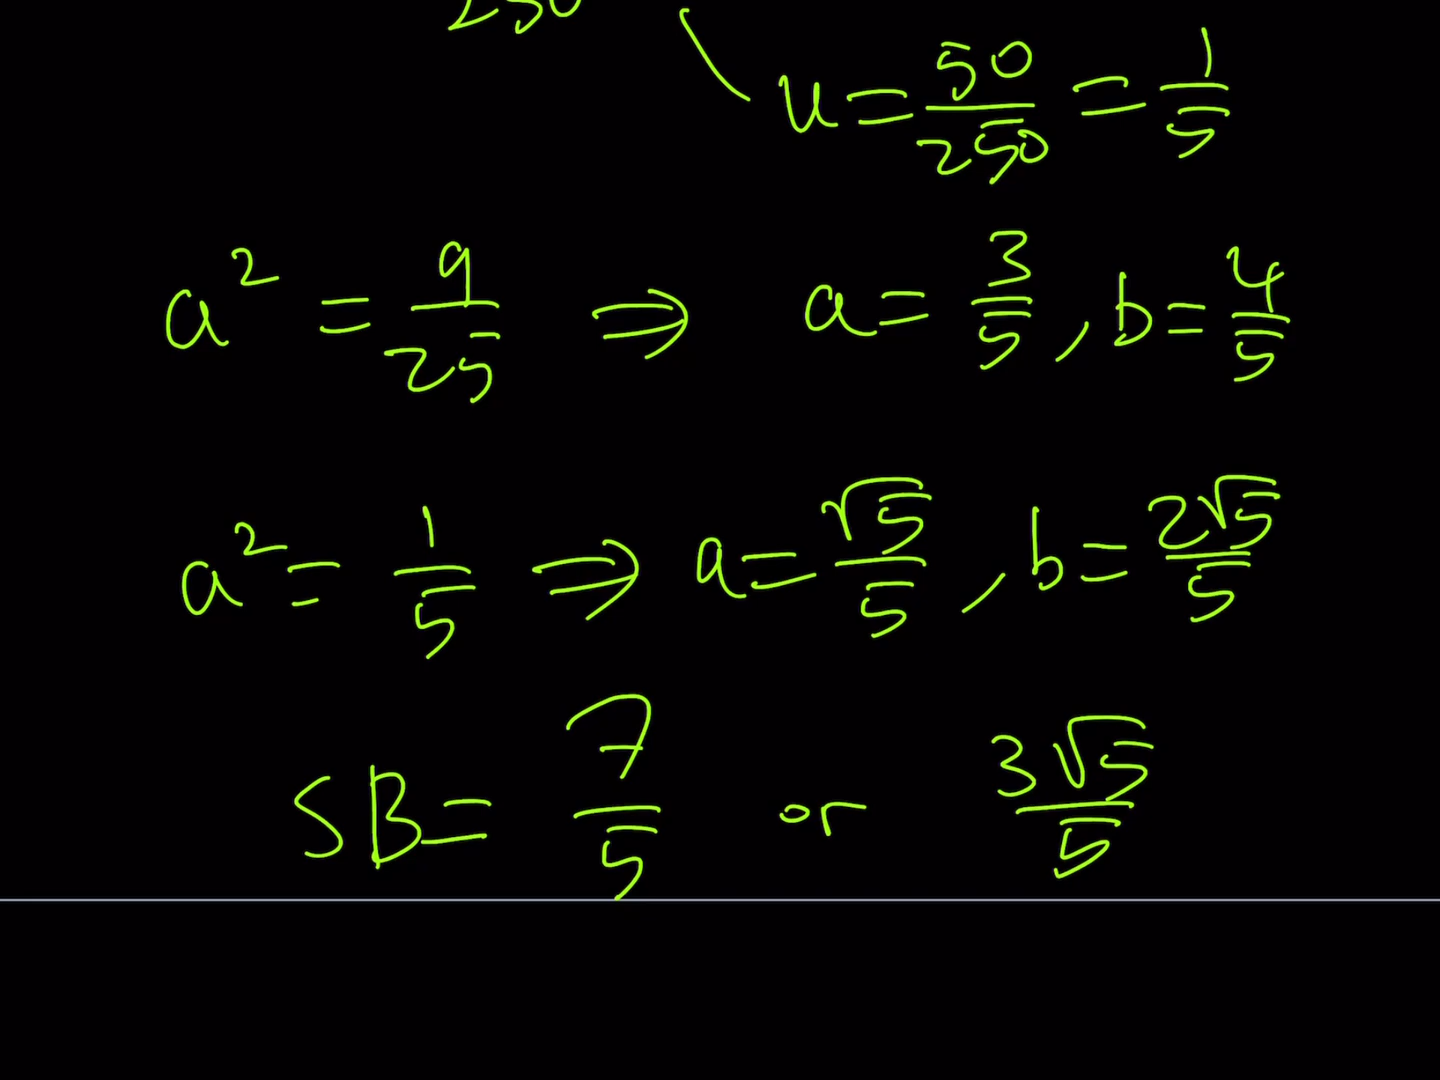 250
u = 50/250 = 1/5
a² = 9/25 ⇒ a = 3/5, b = 4/5
a² = 1/5 ⇒ a = √5/5, b = 2√5/5
SB = 7/5 or 3√5/5